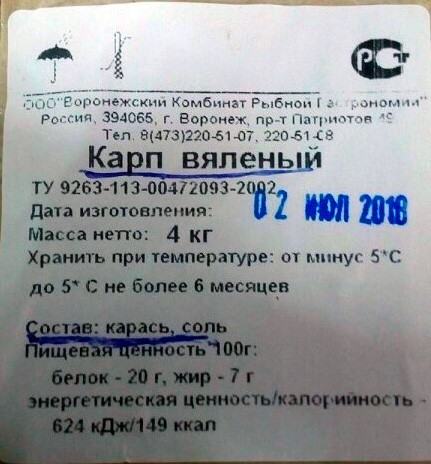 РСТ
ООО"Воронежский Комбинат Рыбной Гастрономии"
Россия, 394065, г. Воронеж, пр-т Патриотов 49
Тел. 8(473)220-51-07, 220-51-08
Карп вяленый
ТУ 9263-113-00472093-2002
Дата изготовления: 02 ИЮЛ 2018
Масса нетто: 4 кг
Хранить при температуре: от минус 5*С
до 5* С не более 6 месяцев
Состав: карась, соль
Пищевая ценность 100г:
белок - 20 г, жир - 7 г
энергетическая ценность/калорийность -
624 кДж/149 ккал